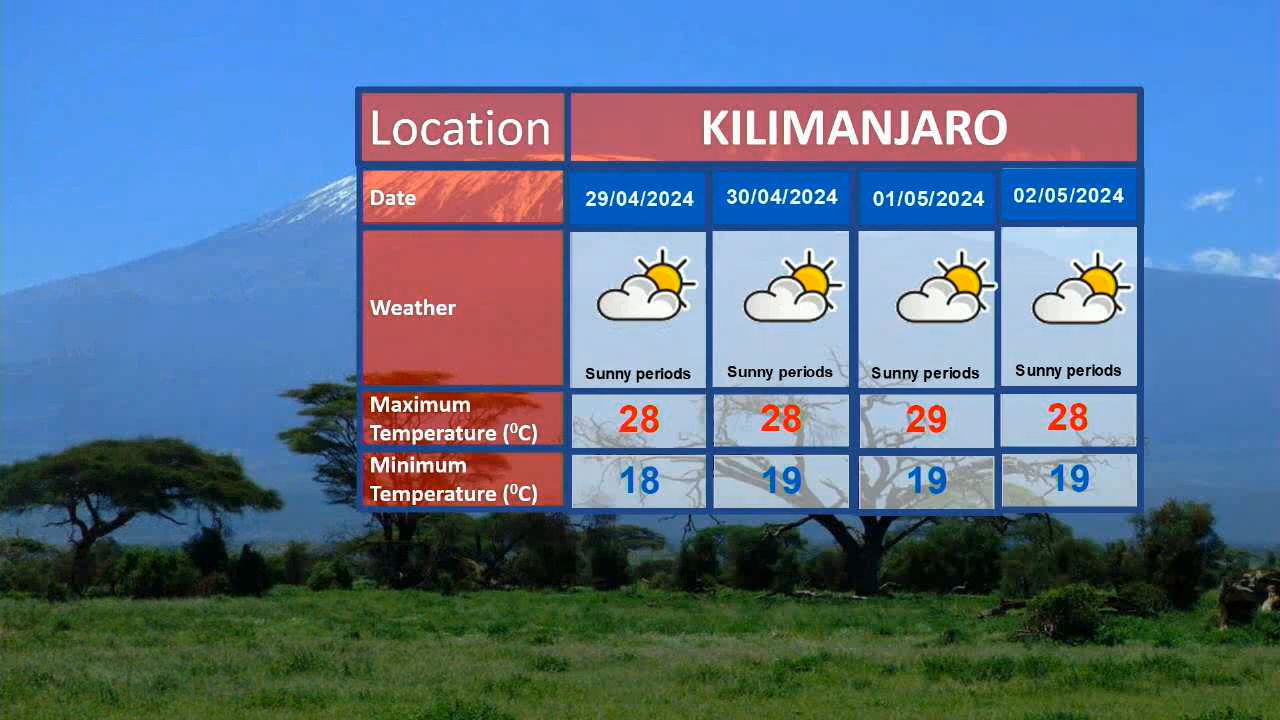 Location KILIMANJARO
Date 29/04/2024 30/04/2024 01/05/2024 02/05/2024
Weather
Sunny periods Sunny periods Sunny periods Sunny periods
Maximum
Temperature (⁰C) 28 28 29 28
Minimum
Temperature (⁰C) 18 19 19 19